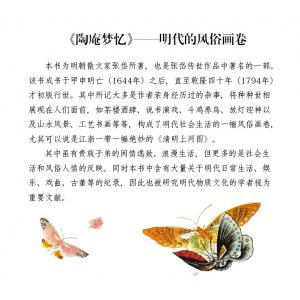 《陶庵梦忆》——明代的风俗画卷
本书为明朝散文家张岱所著，也是张岱传世作品中著名的一部。
该书成书于甲申明亡（1644年）之后，直至乾隆四十年（1794年）
才初版行世。其中所记大多是作者亲身经历过的杂事，将种种世相
展现在人们面前，如茶楼酒肆、说书演戏、斗鸡养鸟、放灯迎神以
及山水风景、工艺书画等等，构成了明代社会生活的一幅风俗画卷，
尤其可以说是江浙一带一幅绝妙的《清明上河图》。
其中虽有贵族子弟的闲情逸致、浪漫生活，但更多的是社会生活
和风俗人情的反映。同时本书中含有大量关于明代日常生活、娱
乐、戏曲、古董等的纪录，因此也被研究明代物质文化的学者视为
重要文献。